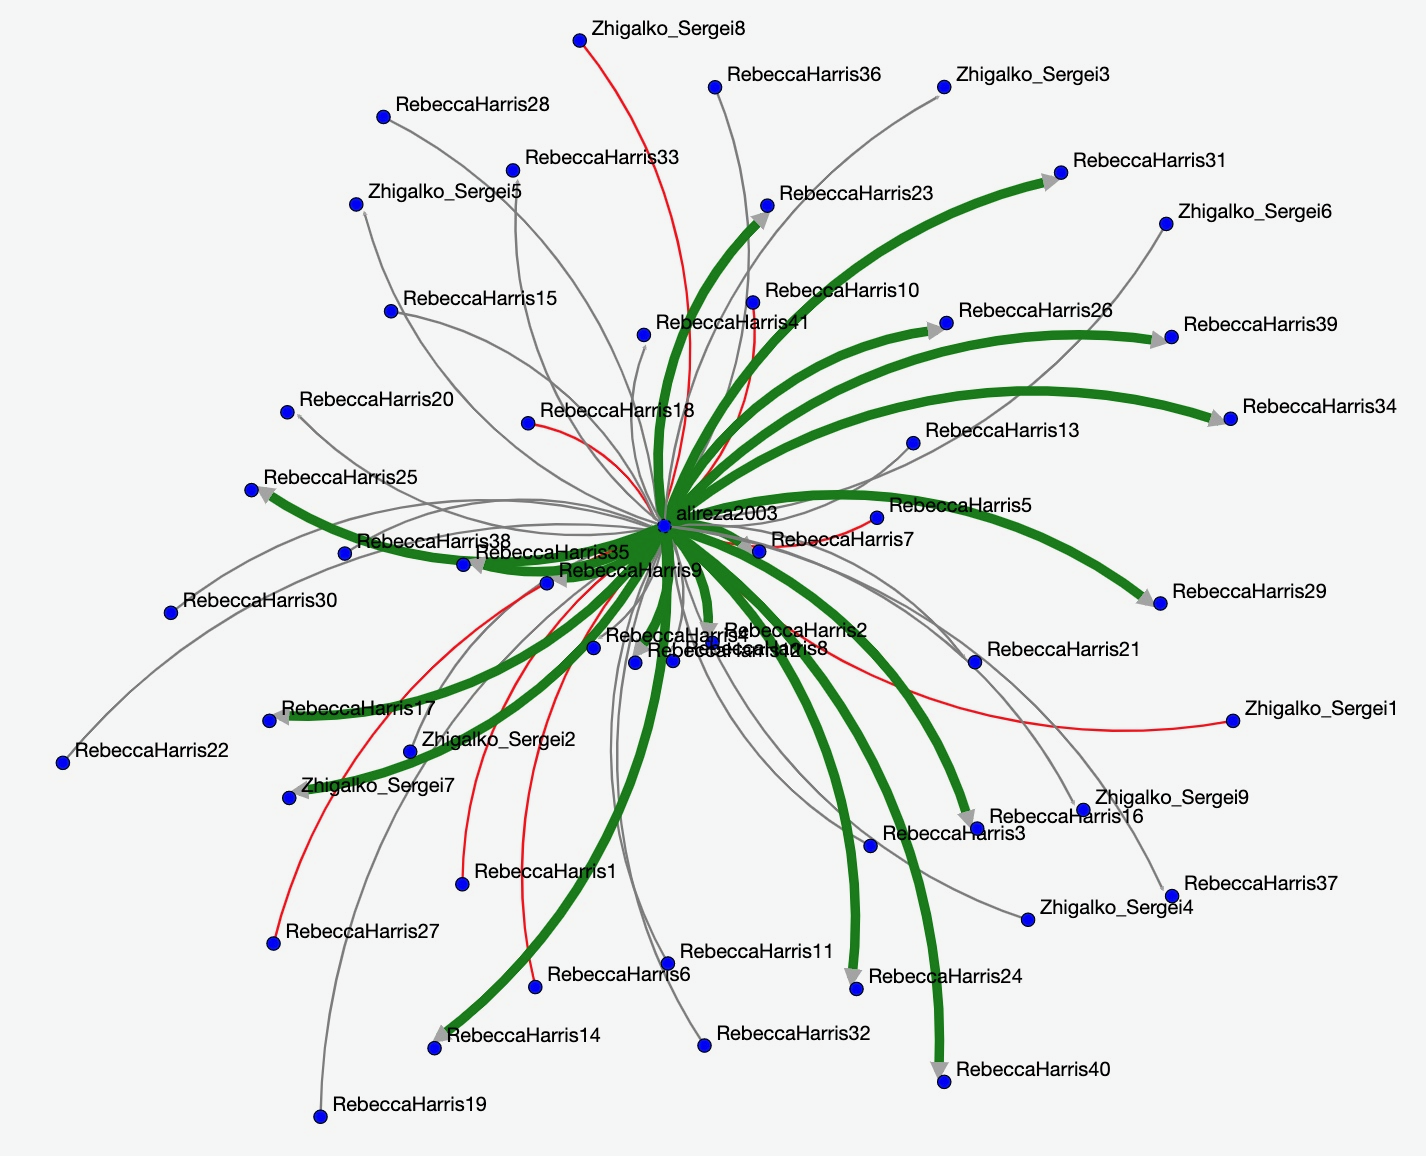 Zhigalko_Sergei8
RebeccaHarris36
Zhigalko_Sergei3
RebeccaHarris28
RebeccaHarris33
RebeccaHarris31
Zhigalko_Sergei5
RebeccaHarris23
Zhigalko_Sergei6
RebeccaHarris10
RebeccaHarris15
RebeccaHarris26
RebeccaHarris41
RebeccaHarris39
RebeccaHarris20
RebeccaHarris18
RebeccaHarris34
RebeccaHarris13
RebeccaHarris25
RebeccaHarris5
alireza2003
RebeccaHarris38
RebeccaHarris7
RebeccaHarris35
RebeccaHarris9
RebeccaHarris29
RebeccaHarris30
RebeccaHarris2
RebeccaHarris4
RebeccaHarris8
RebeccaHarris12
RebeccaHarris21
RebeccaHarris17
Zhigalko_Sergei1
Zhigalko_Sergei2
RebeccaHarris22
Zhigalko_Sergei7
Zhigalko_Sergei9
RebeccaHarris16
RebeccaHarris3
RebeccaHarris1
RebeccaHarris37
Zhigalko_Sergei4
RebeccaHarris27
RebeccaHarris11
RebeccaHarris6
RebeccaHarris24
RebeccaHarris14
RebeccaHarris32
RebeccaHarris40
RebeccaHarris19